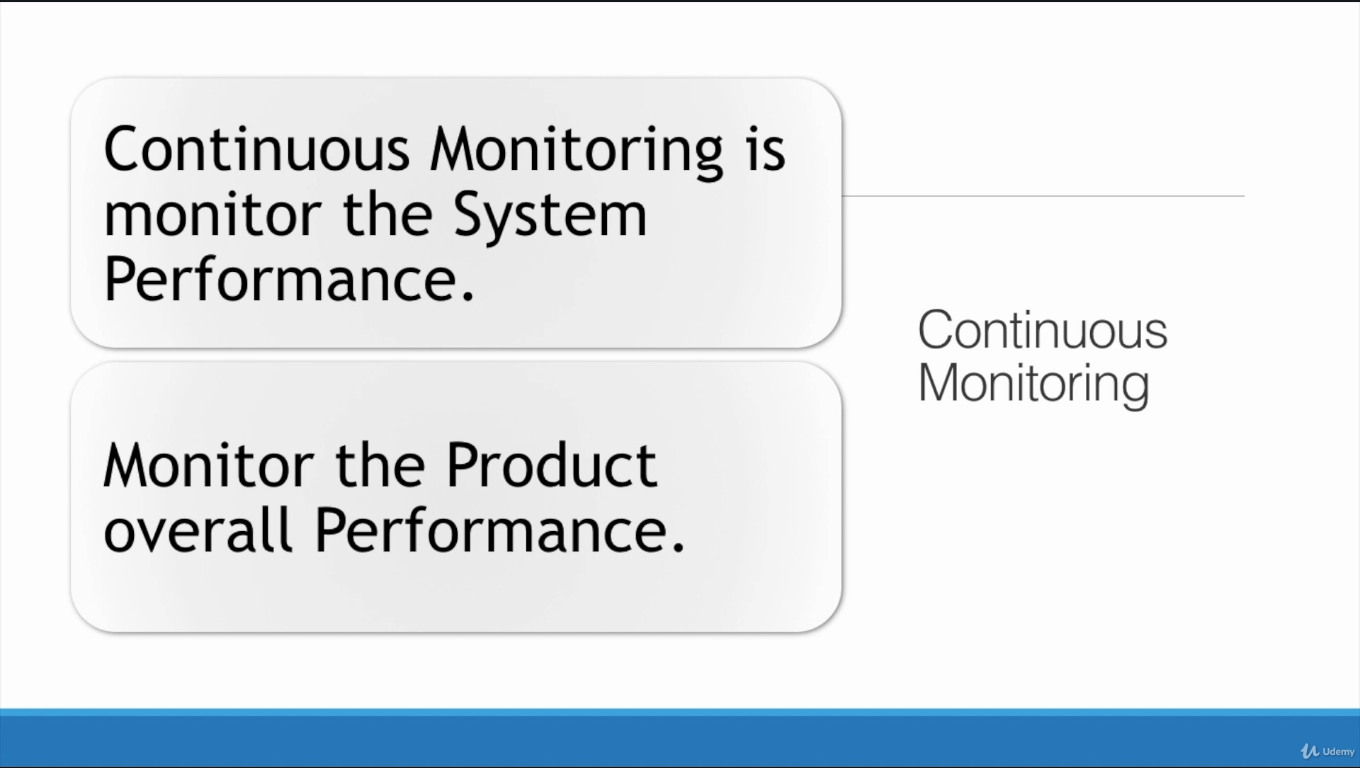 Continuous Monitoring is
monitor the System
Performance.
Monitor the Product
overall Performance.
Continuous
Monitoring
Udemy